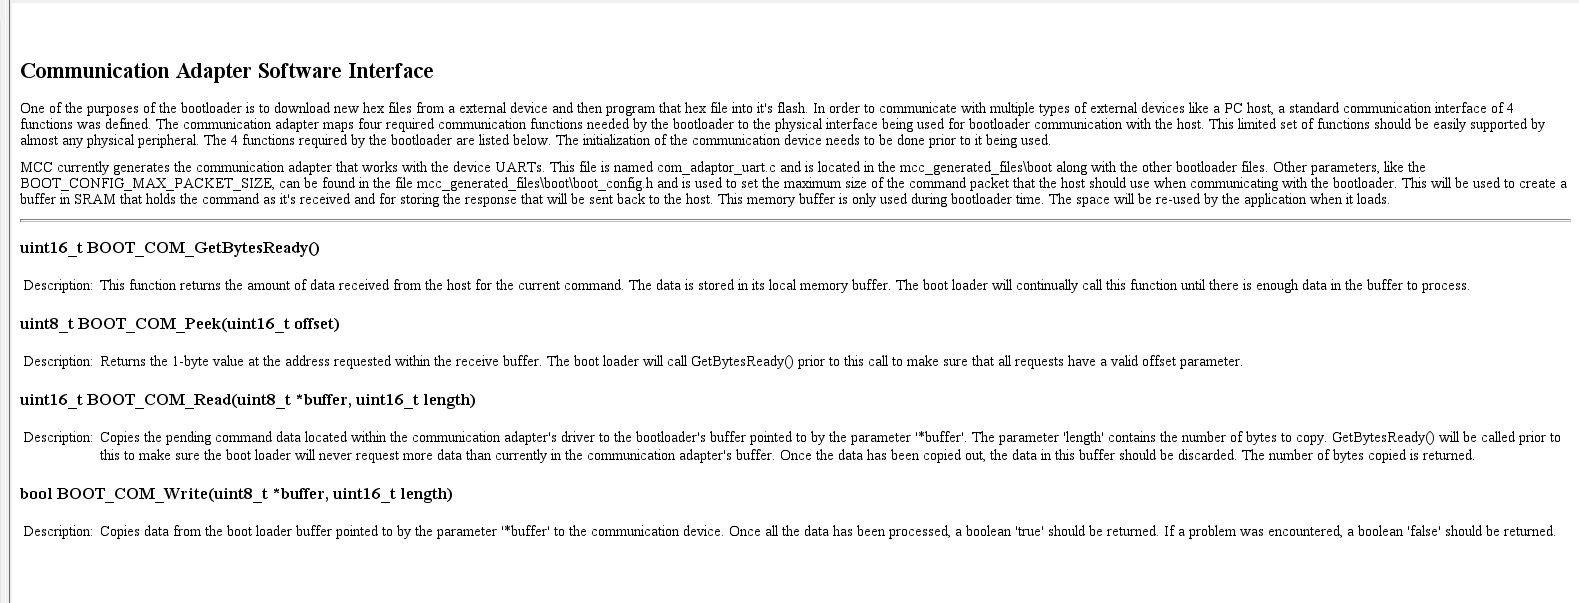 Communication Adapter Software Interface
One of the purposes of the bootloader is to download new hex files from a external device and then program that hex file into it's flash. In order to communicate with multiple types of external devices like a PC host, a standard communication interface of 4
functions was defined. The communication adapter maps four required communication functions needed by the bootloader to the physical interface being used for bootloader communication with the host. This limited set of functions should be easily supported by
almost any physical peripheral. The 4 functions required by the bootloader are listed below. The initialization of the communication device needs to be done prior to it being used.
MCC currently generates the communication adapter that works with the device UARTs. This file is named com_adaptor_uart.c and is located in the mcc_generated_files\boot along with the other bootloader files. Other parameters, like the
BOOT_CONFIG_MAX_PACKET_SIZE, can be found in the file mcc_generated_files\boot\boot_config.h and is used to set the maximum size of the command packet that the host should use when communicating with the bootloader. This will be used to create a
buffer in SRAM that holds the command as it's received and for storing the response that will be sent back to the host. This memory buffer is only used during bootloader time. The space will be re-used by the application when it loads.
uint16_t BOOT_COM_GetBytesReady()
Description: This function returns the amount of data received from the host for the current command. The data is stored in its local memory buffer. The boot loader will continually call this function until there is enough data in the buffer to process.
uint8_t BOOT_COM_Peek(uint16_t offset)
Description: Returns the 1-byte value at the address requested within the receive buffer. The boot loader will call GetBytesReady() prior to this call to make sure that all requests have a valid offset parameter.
uint16_t BOOT_COM_Read(uint8_t *buffer, uint16_t length)
Description: Copies the pending command data located within the communication adapter's driver to the bootloader's buffer pointed to by the parameter '*buffer'. The parameter 'length' contains the number of bytes to copy. GetBytesReady() will be called prior to
this to make sure the boot loader will never request more data than currently in the communication adapter's buffer. Once the data has been copied out, the data in this buffer should be discarded. The number of bytes copied is returned.
bool BOOT_COM_Write(uint8_t *buffer, uint16_t length)
Description: Copies data from the boot loader buffer pointed to by the parameter '*buffer' to the communication device. Once all the data has been processed, a boolean 'true' should be returned. If a problem was encountered, a boolean 'false' should be returned.